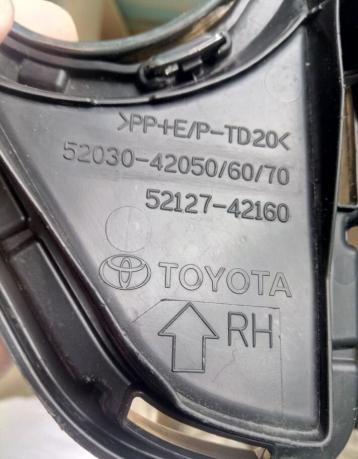 >PP+E/P-TD20<
52030-42050/60/70
52127-42160
TOYOTA
RH